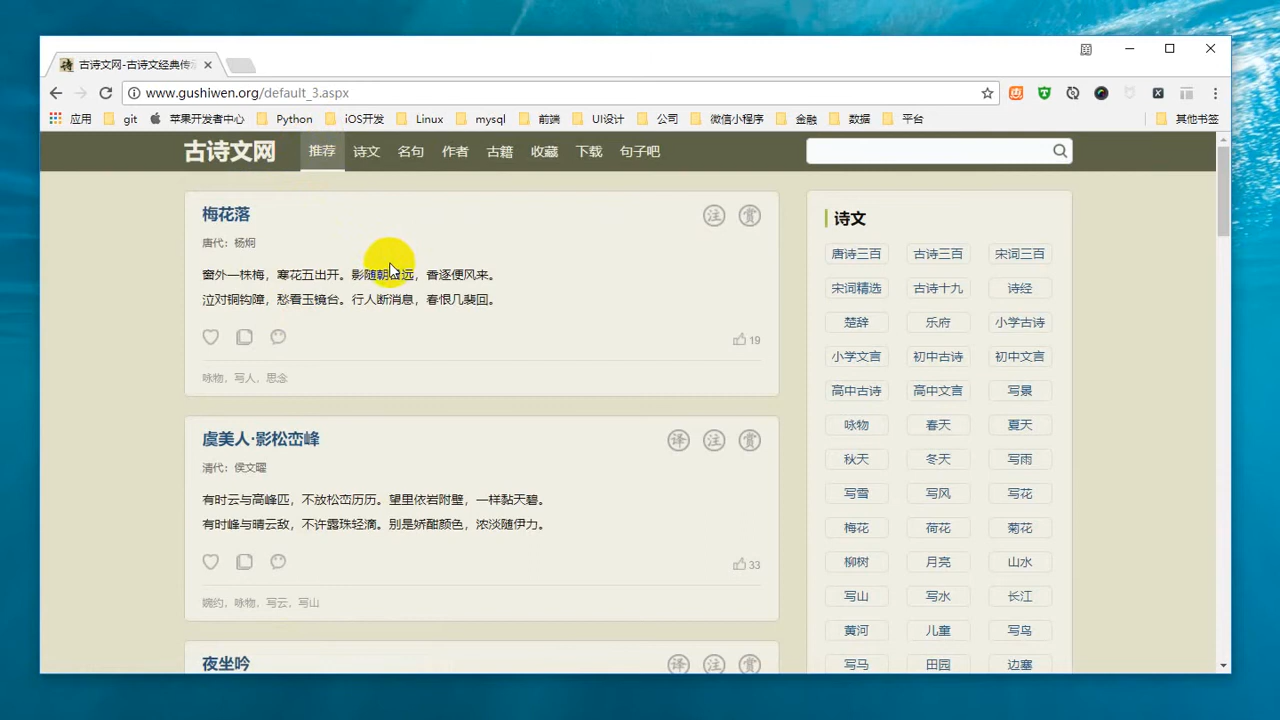 古诗文网-古诗文经典传
www.gushiwen.org/default_3.aspx
应用 git 苹果开发者中心 Python iOS开发 Linux mysql 前端 UI设计 公司 微信小程序 金融 数据 平台 其他书签
古诗文网 推荐 诗文 名句 作者 古籍 收藏 下载 句子吧
梅花落 注 赏
唐代：杨炯
窗外一株梅，寒花五出开。影随朝日远，香逐便风来。
泣对铜钩障，愁看玉镜台。行人断消息，春恨几裴回。
19
咏物，写人，思念
虞美人·影松峦峰 译 注 赏
清代：侯文曜
有时云与高峰匹，不放松峦历历。望里依岩附壁，一样黏天碧。
有时峰与晴云敌，不许露珠轻滴。别是娇酣颜色，浓淡随伊力。
33
婉约，咏物，写云，写山
夜坐吟 译 注 赏
诗文
唐诗三百 古诗三百 宋词三百
宋词精选 古诗十九 诗经
楚辞 乐府 小学古诗
小学文言 初中古诗 初中文言
高中古诗 高中文言 写景
咏物 春天 夏天
秋天 冬天 写雨
写雪 写风 写花
梅花 荷花 菊花
柳树 月亮 山水
写山 写水 长江
黄河 儿童 写鸟
写马 田园 边塞